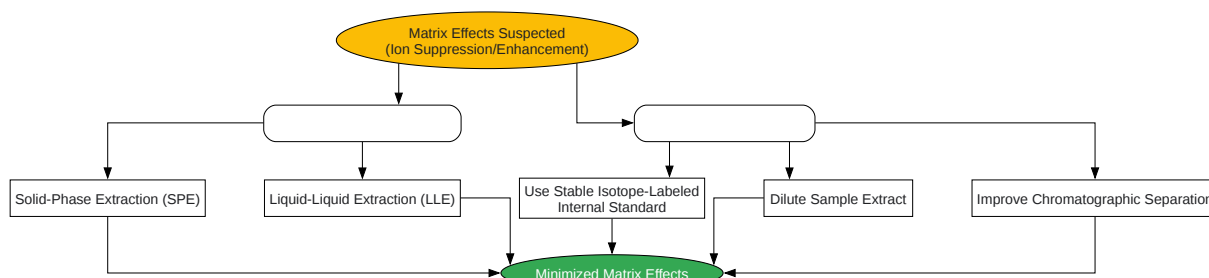 Matrix Effects Suspected
(Ion Suppression/Enhancement)
Solid-Phase Extraction (SPE)
Liquid-Liquid Extraction (LLE)
Use Stable Isotope-Labeled
Internal Standard
Dilute Sample Extract
Improve Chromatographic Separation
Minimized Matrix Effects